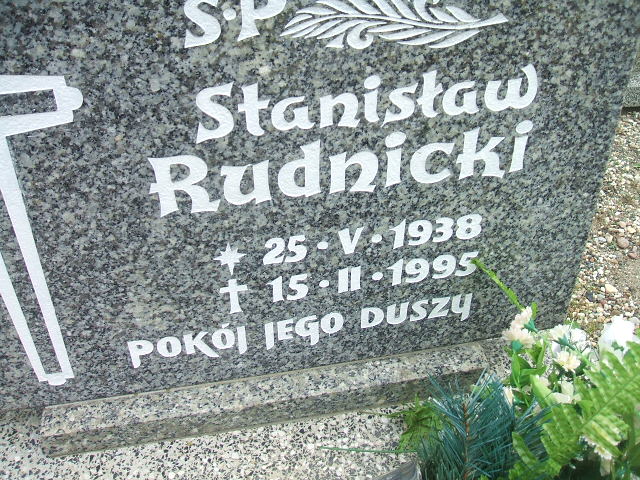 S·P
Stanisław
Rudnicki
* 25·V·1938
† 15·II·1995
POKÓJ JEGO DUSZY